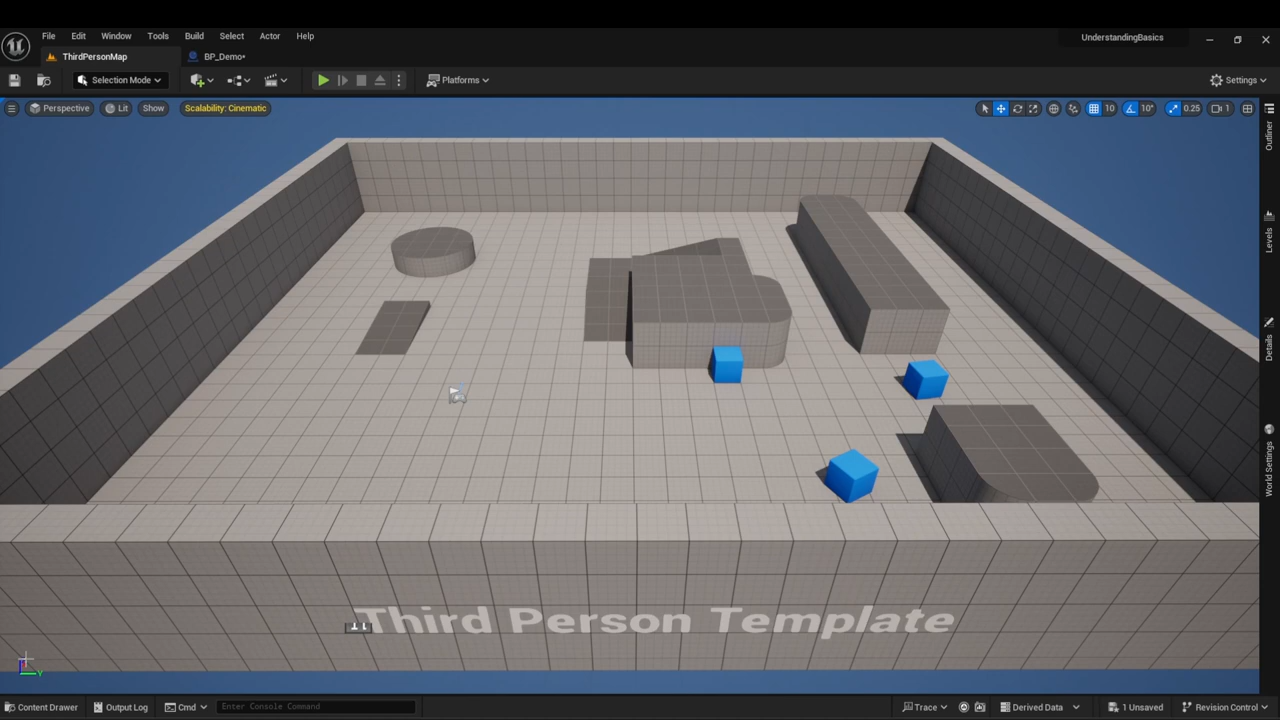 File Edit Window Tools Build Select Actor Help UnderstandingBasics
ThirdPersonMap BP_Demo•
Selection Mode Platforms Settings
Perspective Lit Show Scalability: Cinematic 10 10° 0.25 1
Outliner
Levels
Details
World Settings
Third Person Template
Y
Content Drawer Output Log Cmd Enter Console Command Trace Derived Data 1 Unsaved Revision Control